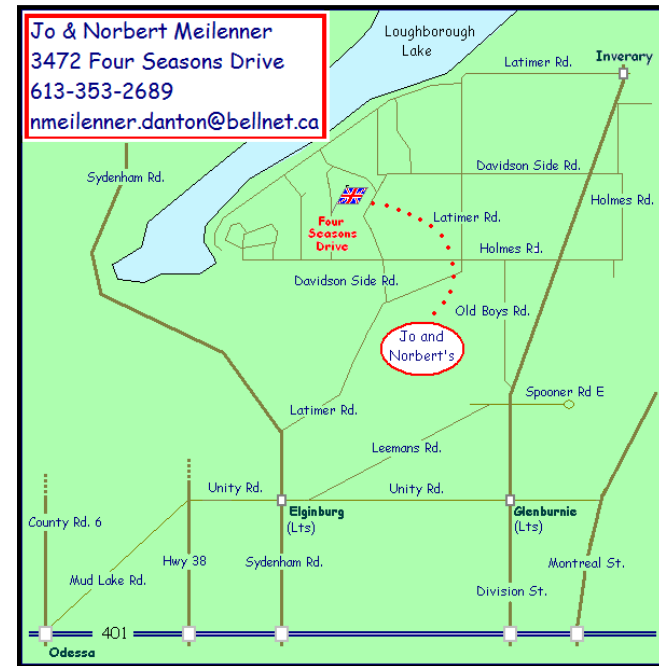 Jo & Norbert Meilenner
3472 Four Seasons Drive
613-353-2689
nmeilenner.danton@bellnet.ca
Loughborough
Lake
Latimer Rd.
Inverary
Sydenham Rd.
Davidson Side Rd.
Holmes Rd.
Four
Seasons
Drive
Latimer Rd.
Holmes Rd.
Davidson Side Rd.
Old Boys Rd.
Jo and
Norbert's
Spooner Rd E
Latimer Rd.
Leemans Rd.
Unity Rd.
Unity Rd.
Elginburg
(Lts)
Glenburnie
(Lts)
County Rd. 6
Hwy 38
Sydenham Rd.
Montreal St.
Mud Lake Rd.
Division St.
401
Odessa